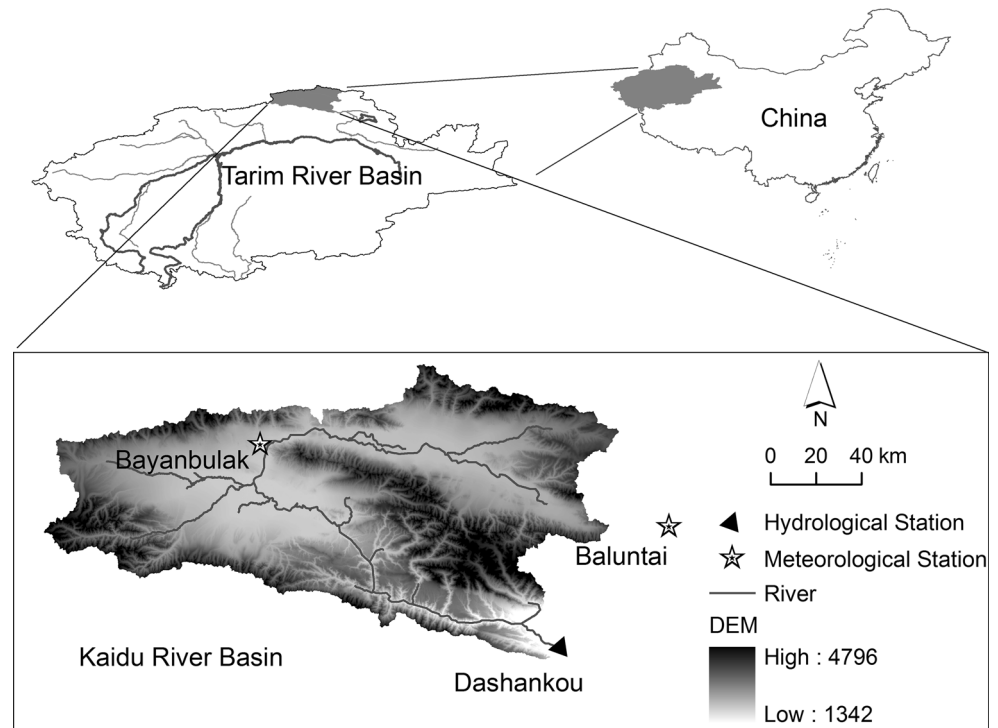 China
Tarim River Basin
N
0 20 40 km
Bayanbulak
Hydrological Station
Baluntai
Meteorological Station
River
DEM
Kaidu River Basin
High : 4796
Dashankou
Low : 1342